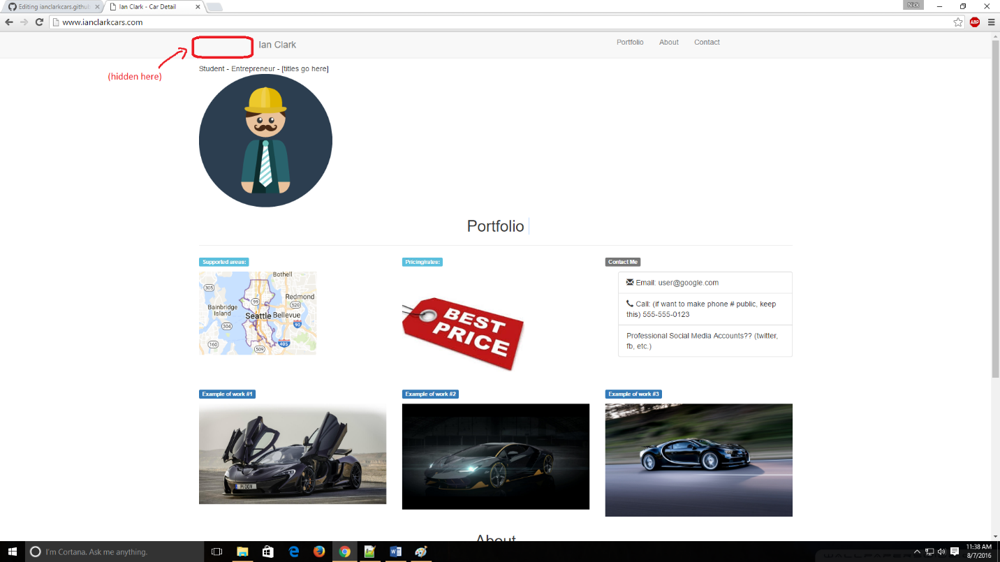 Editing ianclarkcars.github
Ian Clark - Car Detail
Nick
www.ianclarkcars.com
ABP
Ian Clark
Portfolio
About
Contact
(hidden here)
Student - Entrepreneur - [titles go here]
Portfolio
Supported areas:
Pricing/rates:
Contact Me
Bothell
305
99
Redmond
520
Bainbridge
Island
Seattle
Bellevue
90
304
160
509
405
BEST
PRICE
Email: user@google.com
Call: (if want to make phone # public, keep
this) 555-555-0123
Professional Social Media Accounts?? (twitter,
fb, etc.)
Example of work #1
Example of work #2
Example of work #3
About
I'm Cortana. Ask me anything.
11:38 AM
8/7/2016